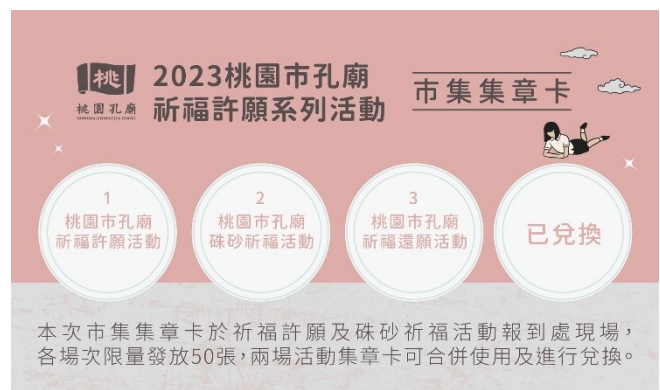 桃
桃園孔廟
TAOYUAN CONFUCIUS TEMPLE
2023桃園市孔廟
祈福許願系列活動
市集集章卡
1
桃園市孔廟
祈福許願活動
2
桃園市孔廟
硃砂祈福活動
3
桃園市孔廟
祈福還願活動
已兌換
本次市集集章卡於祈福許願及硃砂祈福活動報到處現場，
各場次限量發放50張，兩場活動集章卡可合併使用及進行兌換。